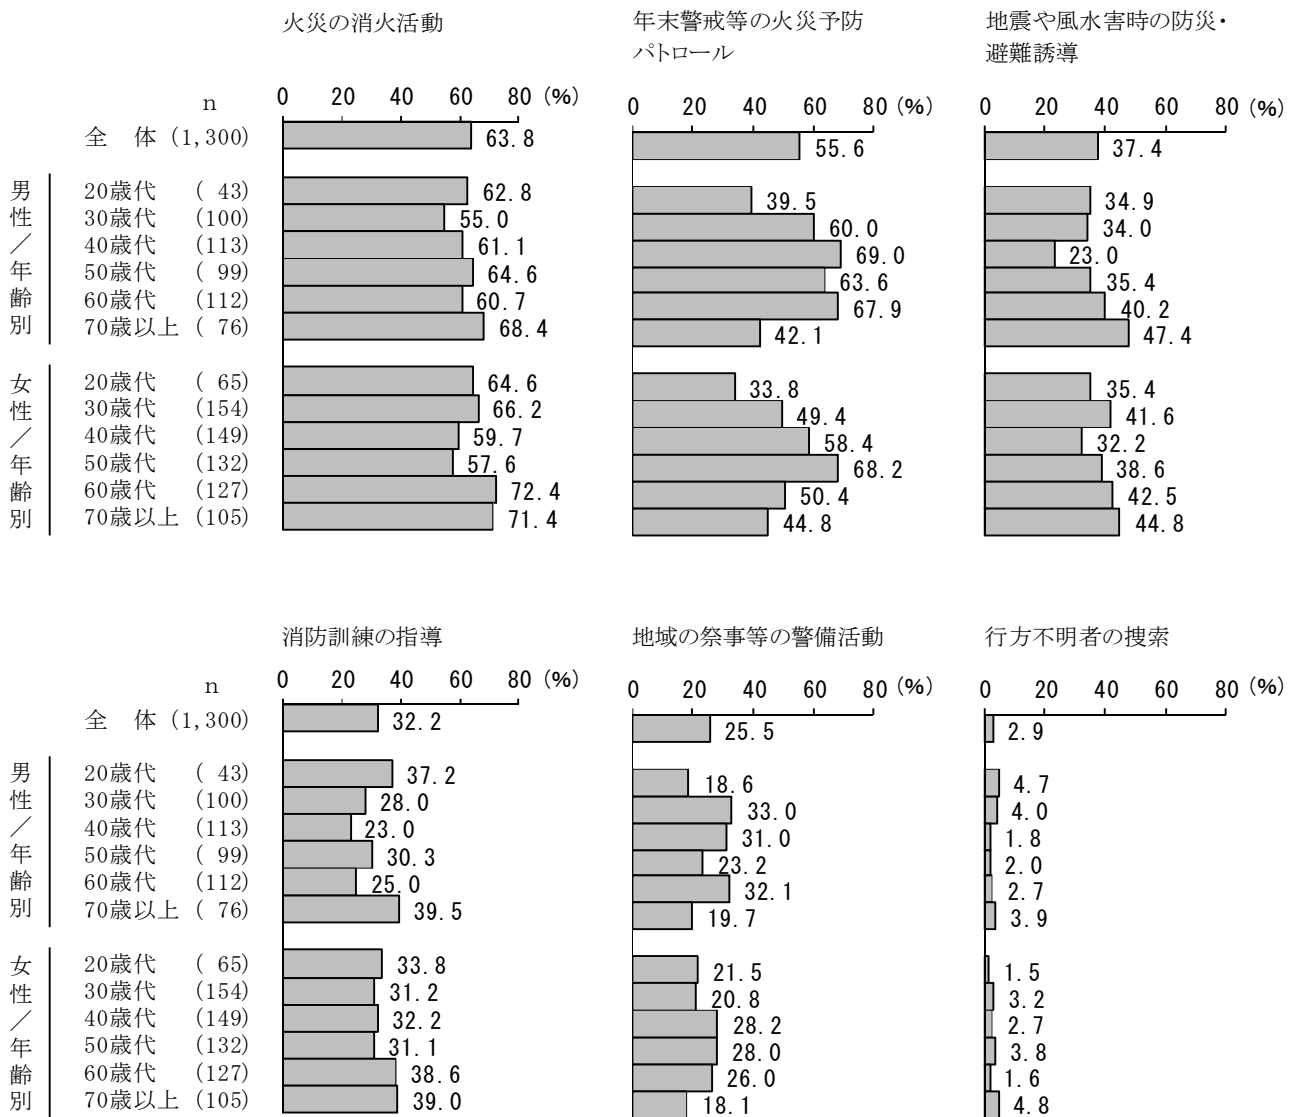 火災の消火活動
年末警戒等の火災予防
パトロール
地震や風水害時の防災・
避難誘導
n
0 20 40 60 80 (%)
0 20 40 60 80 (%)
0 20 40 60 80 (%)
全 体 (1,300) 63.8 55.6 37.4
男性／年齢別
20歳代 ( 43) 62.8 39.5 34.9
30歳代 (100) 55.0 60.0 34.0
40歳代 (113) 61.1 69.0 23.0
50歳代 ( 99) 64.6 63.6 35.4
60歳代 (112) 60.7 67.9 40.2
70歳以上 ( 76) 68.4 42.1 47.4
女性／年齢別
20歳代 ( 65) 64.6 33.8 35.4
30歳代 (154) 66.2 49.4 41.6
40歳代 (149) 59.7 58.4 32.2
50歳代 (132) 57.6 68.2 38.6
60歳代 (127) 72.4 50.4 42.5
70歳以上 (105) 71.4 44.8 44.8
消防訓練の指導
地域の祭事等の警備活動
行方不明者の捜索
n
0 20 40 60 80 (%)
0 20 40 60 80 (%)
0 20 40 60 80 (%)
全 体 (1,300) 32.2 25.5 2.9
男性／年齢別
20歳代 ( 43) 37.2 18.6 4.7
30歳代 (100) 28.0 33.0 4.0
40歳代 (113) 23.0 31.0 1.8
50歳代 ( 99) 30.3 23.2 2.0
60歳代 (112) 25.0 32.1 2.7
70歳以上 ( 76) 39.5 19.7 3.9
女性／年齢別
20歳代 ( 65) 33.8 21.5 1.5
30歳代 (154) 31.2 20.8 3.2
40歳代 (149) 32.2 28.2 2.7
50歳代 (132) 31.1 28.0 3.8
60歳代 (127) 38.6 26.0 1.6
70歳以上 (105) 39.0 18.1 4.8